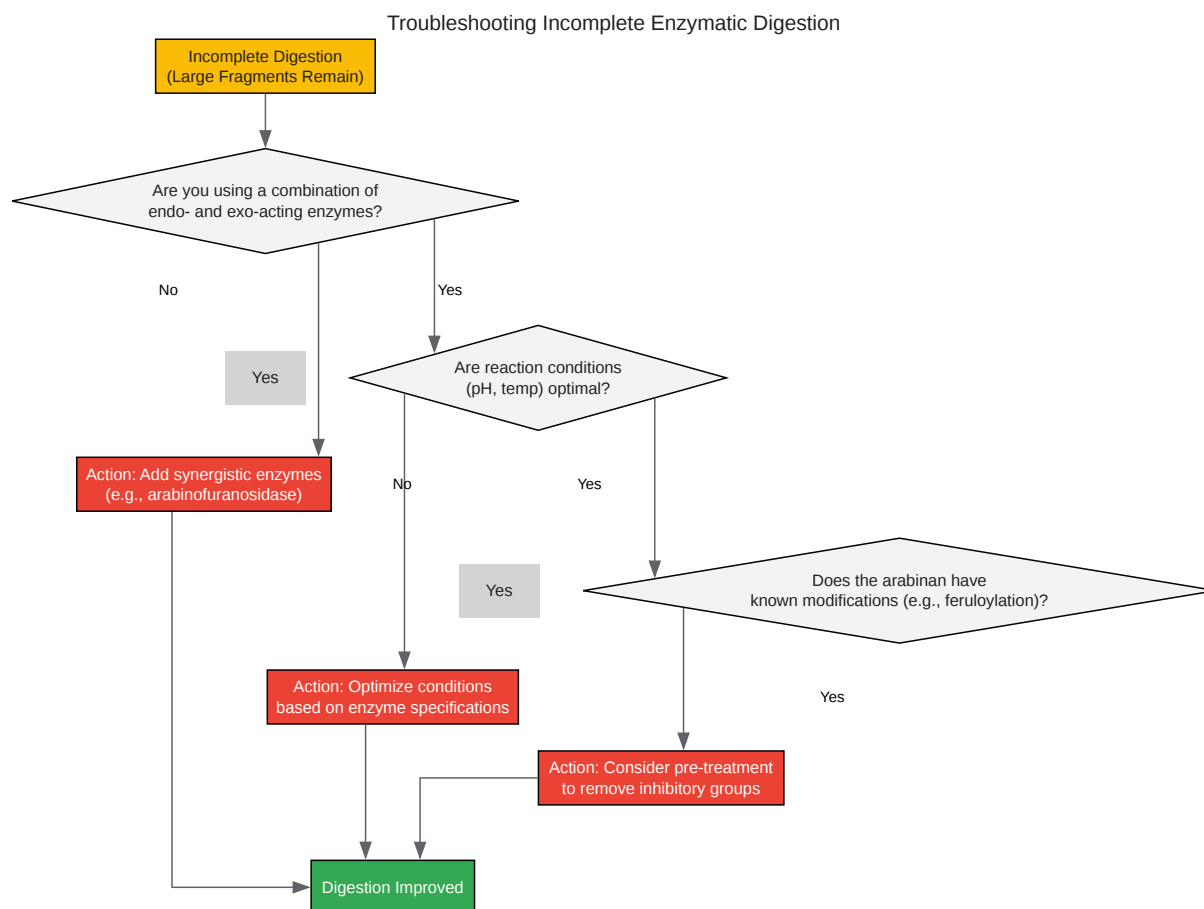 Troubleshooting Incomplete Enzymatic Digestion
Incomplete Digestion
(Large Fragments Remain)
Are you using a combination of
endo- and exo-acting enzymes?
No
Yes
Yes
Are reaction conditions
(pH, temp) optimal?
Action: Add synergistic enzymes
(e.g., arabinofuranosidase)
No
Yes
Yes
Does the arabinan have
known modifications (e.g., feruloylation)?
Action: Optimize conditions
based on enzyme specifications
Yes
Action: Consider pre-treatment
to remove inhibitory groups
Digestion Improved